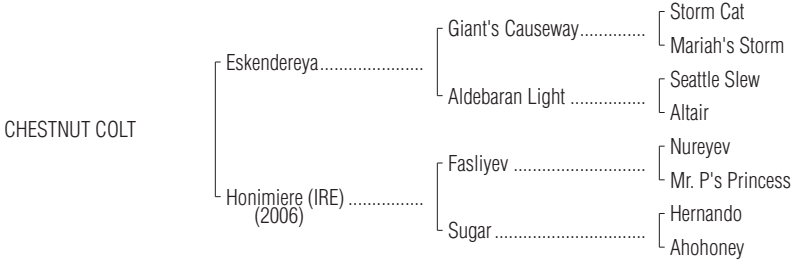 Storm Cat
Giant's Causeway..............
Mariah's Storm
Eskendereya......................
Seattle Slew
Aldebaran Light ................
Altair
CHESTNUT COLT
Nureyev
Fasliyev ............................
Mr. P's Princess
Honimiere (IRE) ................
(2006)
Hernando
Sugar ................................
Ahohoney